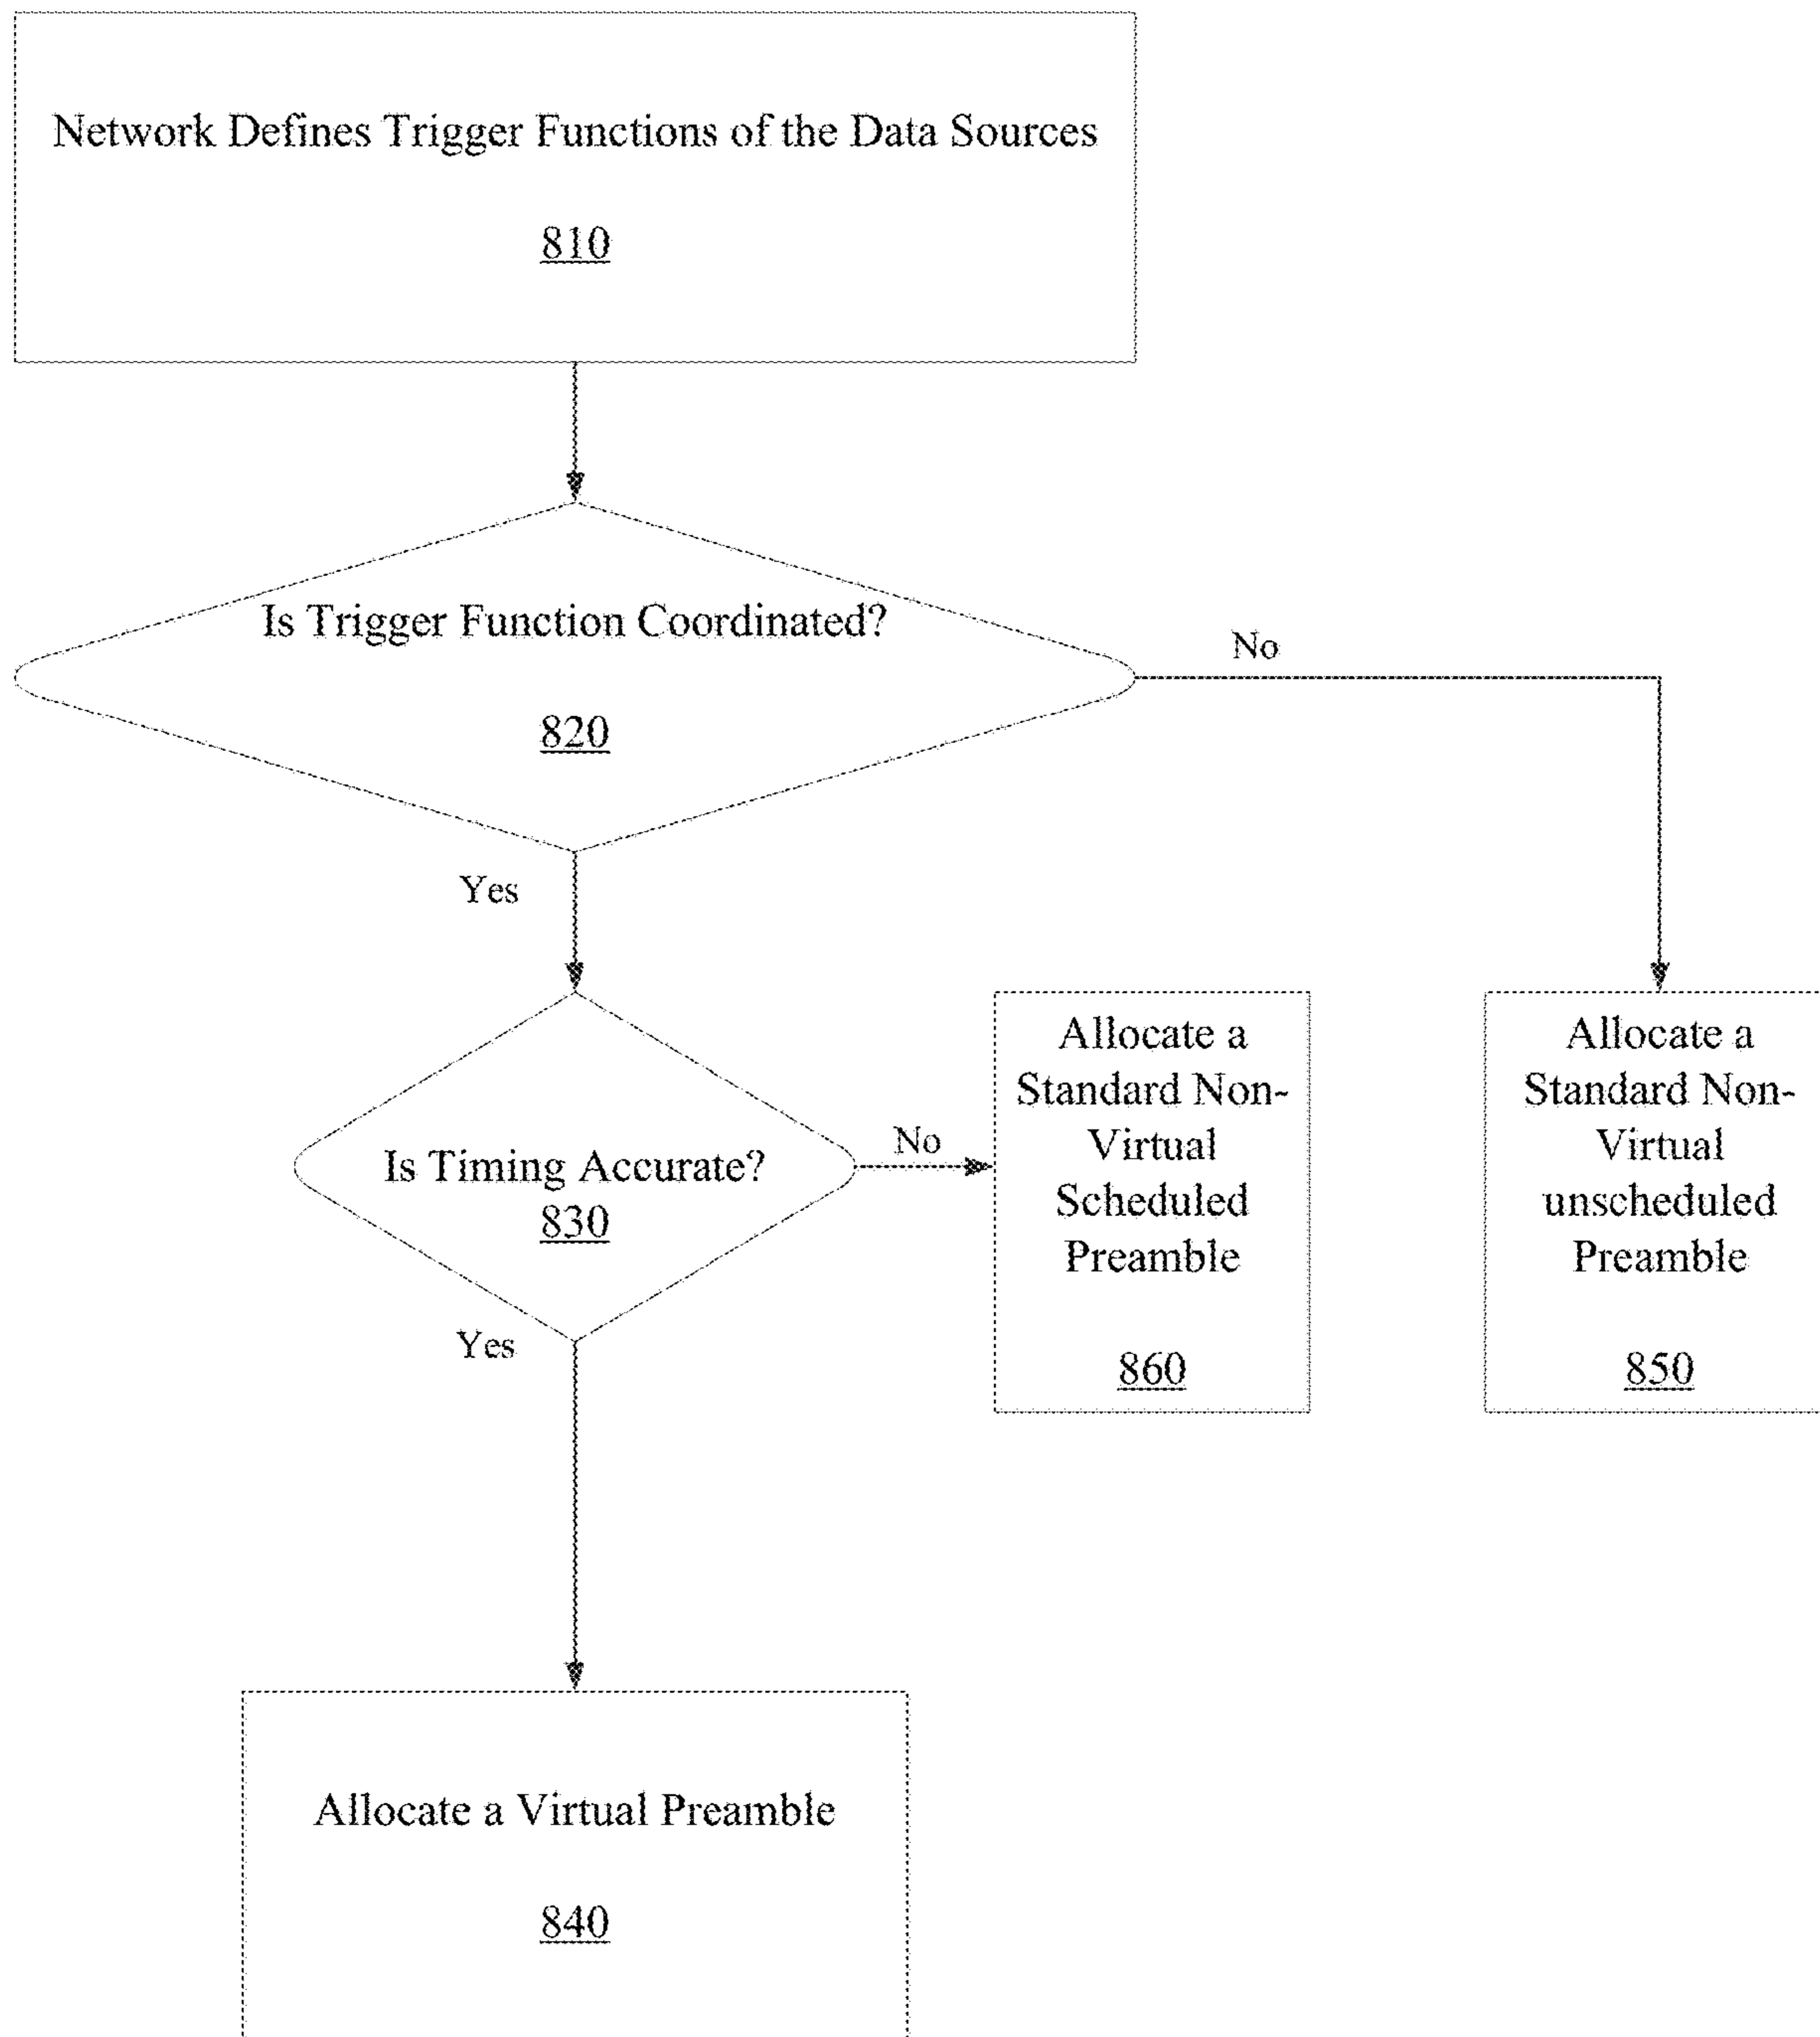 Network Defines Trigger Functions of the Data Sources
810
Is Trigger Function Coordinated?
820
No
Yes
Is Timing Accurate?
830
No
Yes
Allocate a
Standard Non-
Virtual
Scheduled
Preamble
860
Allocate a
Standard Non-
Virtual
unscheduled
Preamble
850
Allocate a Virtual Preamble
840